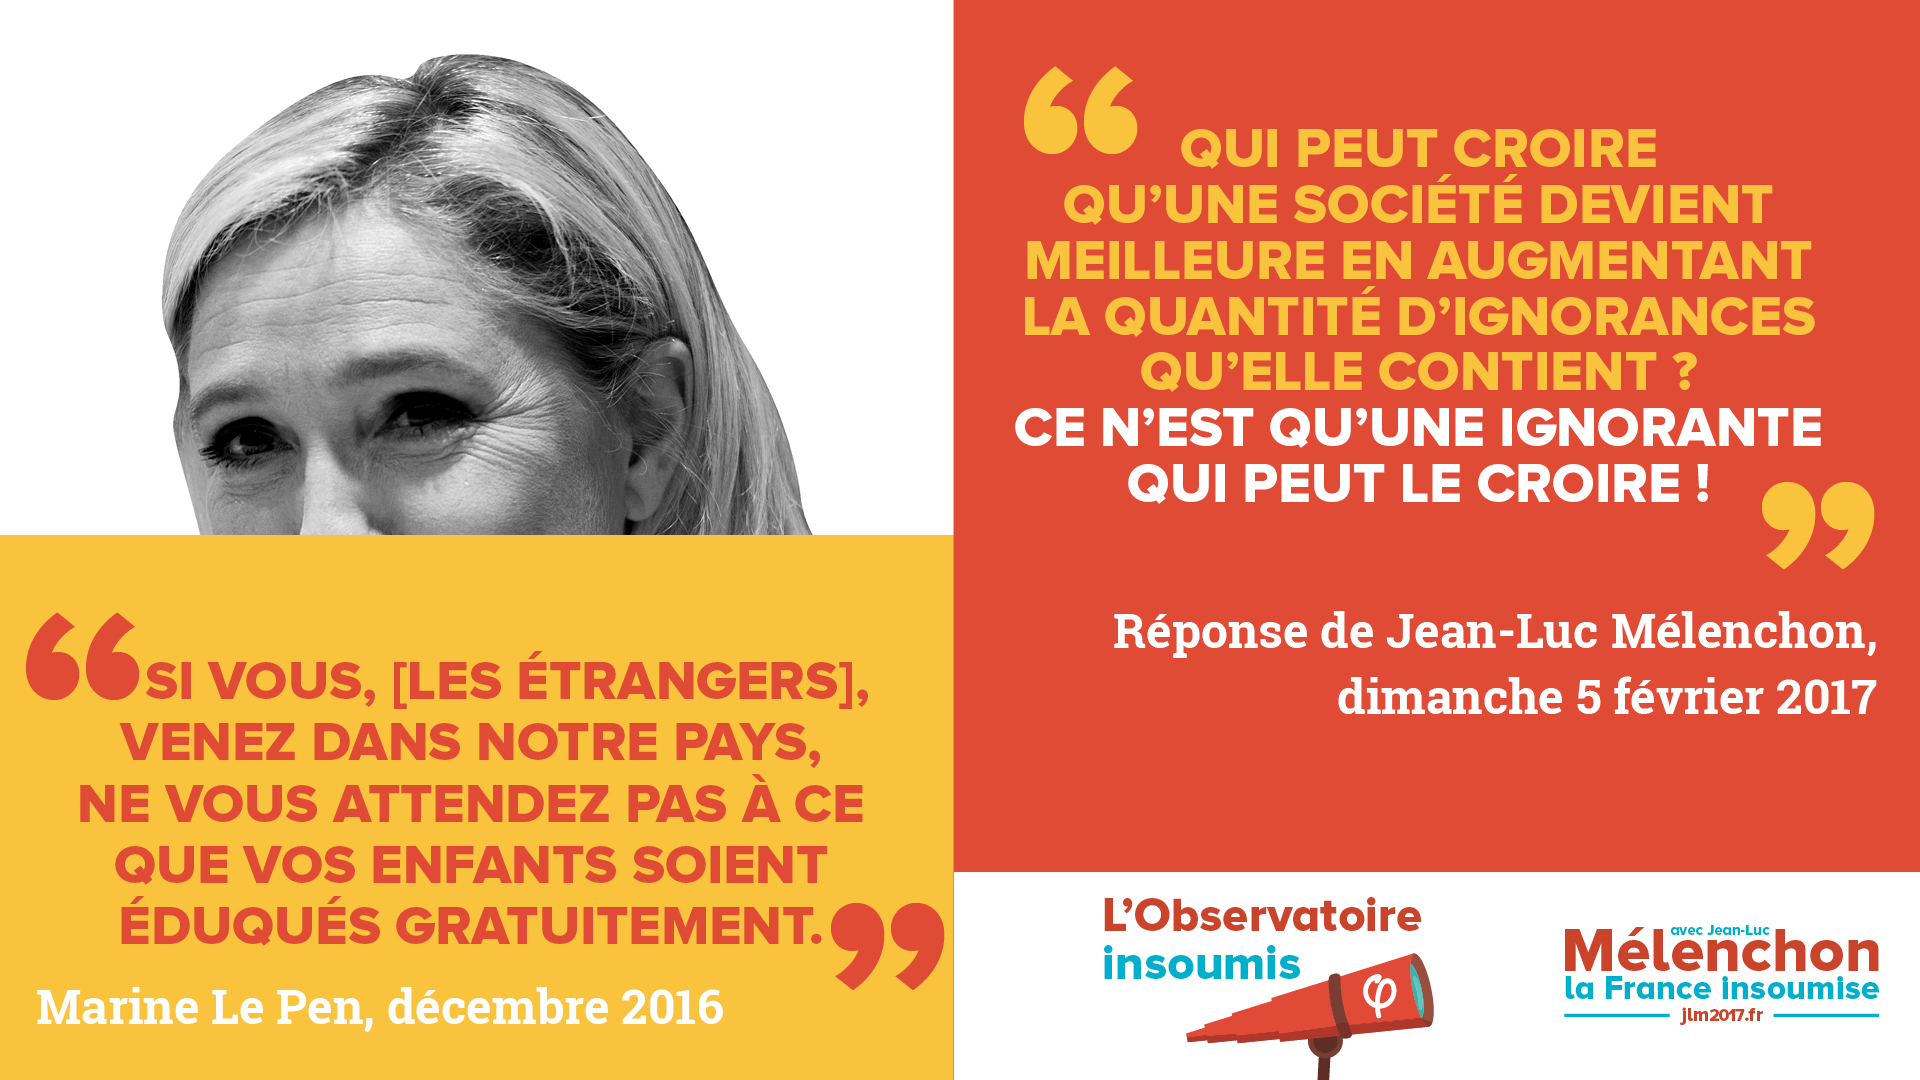 “SI VOUS, [LES ÉTRANGERS],
VENEZ DANS NOTRE PAYS,
NE VOUS ATTENDEZ PAS À CE
QUE VOS ENFANTS SOIENT
ÉDUQUÉS GRATUITEMENT.”
Marine Le Pen, décembre 2016
“QUI PEUT CROIRE
QU’UNE SOCIÉTÉ DEVIENT
MEILLEURE EN AUGMENTANT
LA QUANTITÉ D’IGNORANCES
QU’ELLE CONTIENT ?
CE N’EST QU’UNE IGNORANTE
QUI PEUT LE CROIRE !”
Réponse de Jean-Luc Mélenchon,
dimanche 5 février 2017
L’Observatoire
insoumis
φ
avec Jean-Luc
Mélenchon
la France insoumise
jlm2017.fr